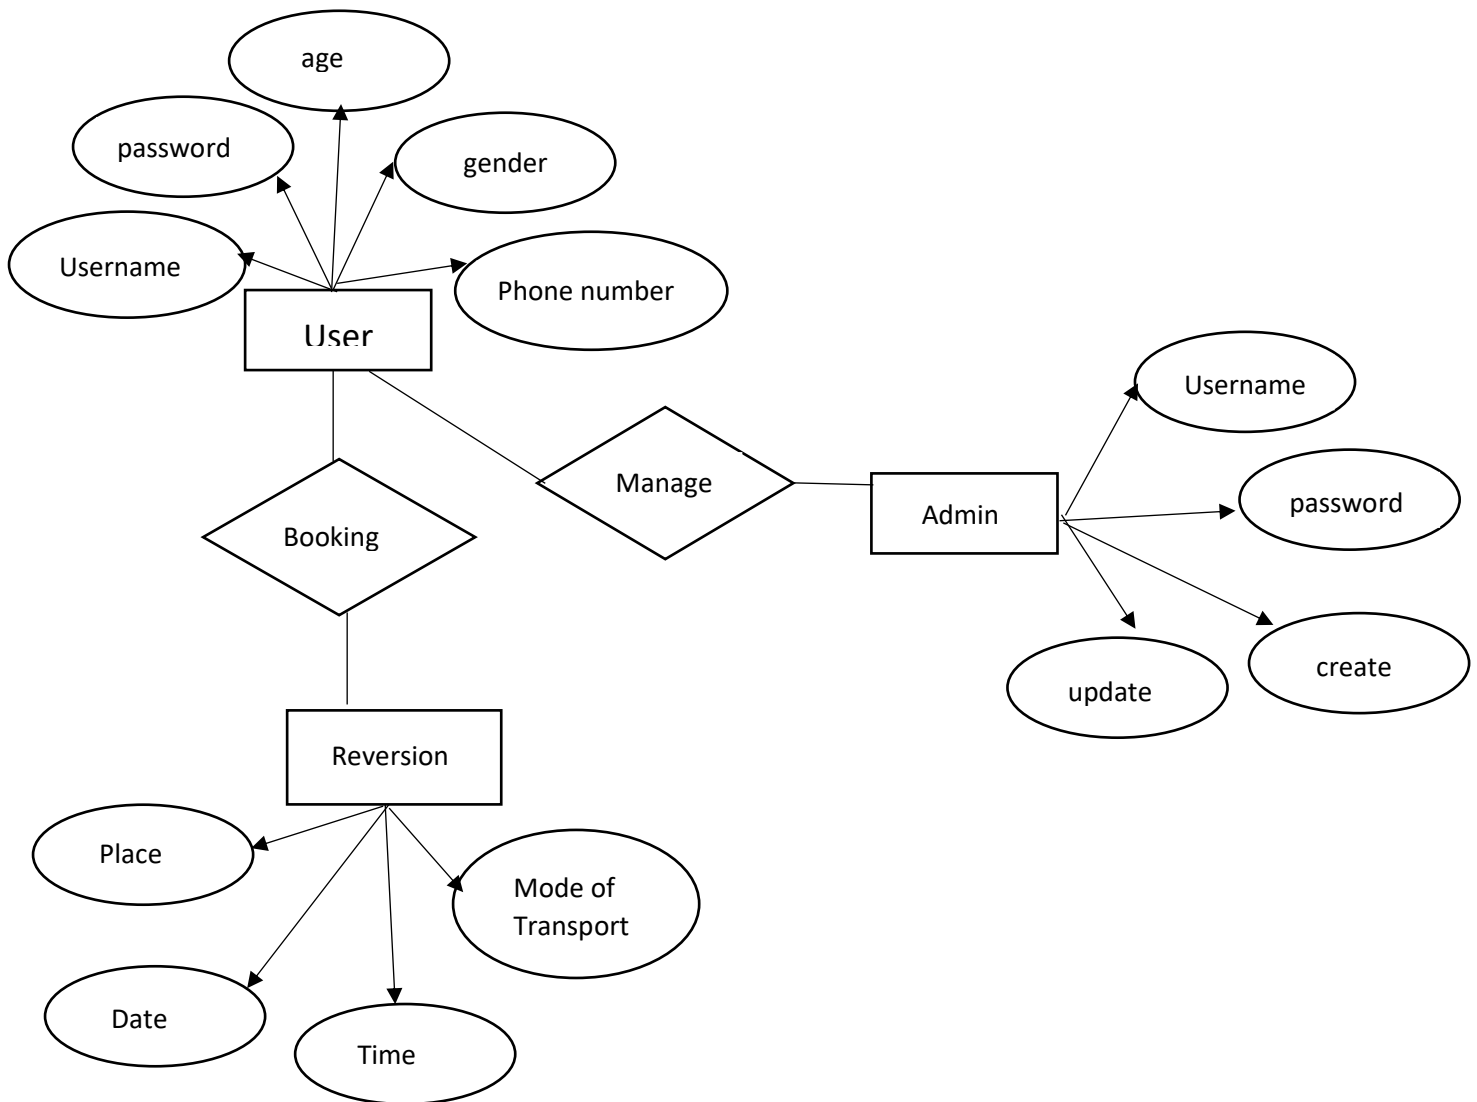 age
password
gender
Username
Phone number
User
Username
Manage
password
Admin
Booking
create
update
Reversion
Place
Mode of
Transport
Date
Time